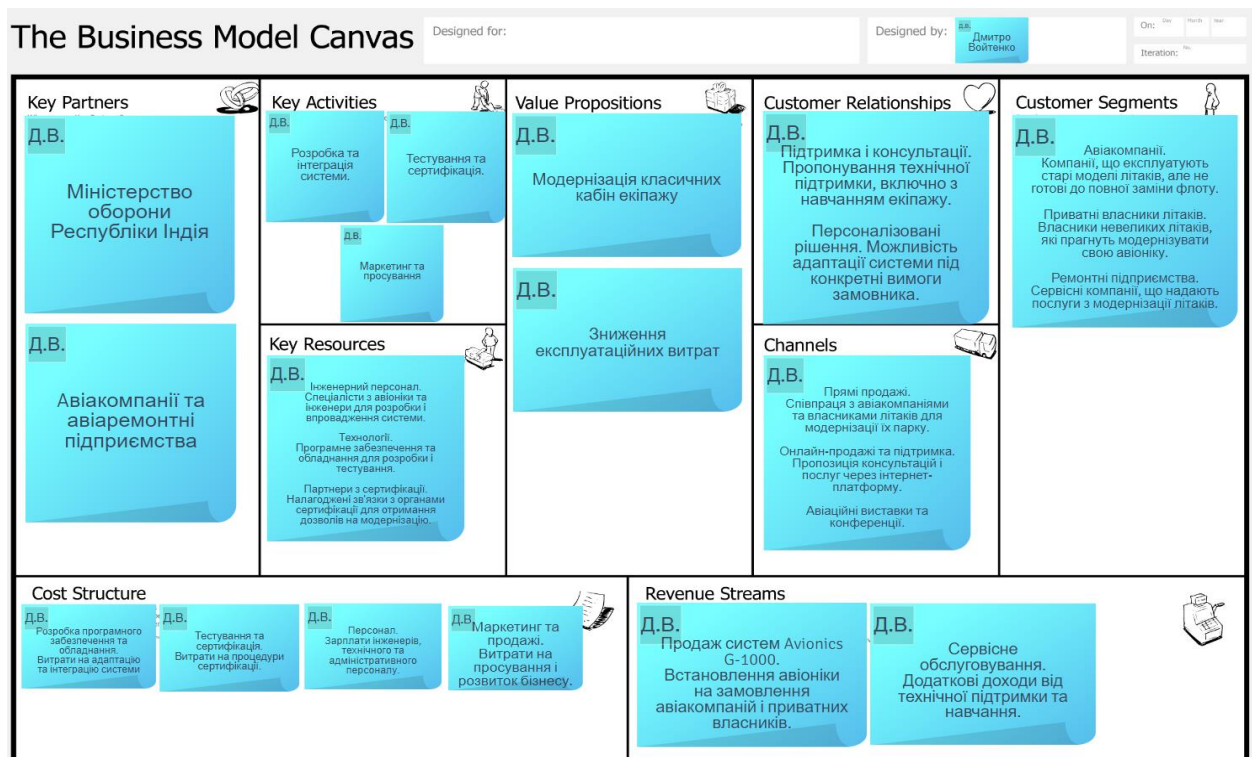 The Business Model Canvas
Designed for:
Designed by:
Д.В.
Дмитро
Войтенко
On:
Day
Month
Year
Iteration:
No.
Key Partners
Д.В.
Міністерство
оборони
Республіки Індія
Д.В.
Авіакомпанії та
авіаремонтні
підприємства
Key Activities
Д.В.
Розробка та
інтеграція
системи.
Д.В.
Тестування та
сертифікація.
Д.В.
Маркетинг та
просування
Key Resources
Д.В.
Інженерний персонал.
Спеціалісти з авіоніки та
інженери для розробки і
впровадження системи.
Технології.
Програмне забезпечення та
обладнання для розробки і
тестування.
Партнери з сертифікації.
Налагоджені зв'язки з органами
сертифікації для отримання
дозволів на модернізацію.
Value Propositions
Д.В.
Модернізація класичних
кабін екіпажу
Д.В.
Зниження
експлуатаційних витрат
Customer Relationships
Д.В.
Підтримка і консультації.
Пропонування технічної
підтримки, включно з
навчанням екіпажу.
Персоналізовані
рішення. Можливість
адаптації системи під
конкретні вимоги
замовника.
Channels
Д.В.
Прямі продажі.
Співпраця з авіакомпаніями
та власниками літаків для
модернізації їх парку.
Онлайн-продажі та підтримка.
Пропозиція консультацій і
послуг через інтернет-
платформу.
Авіаційні виставки та
конференції.
Customer Segments
Д.В.
Авіакомпанії.
Компанії, що експлуатують
старі моделі літаків, але не
готові до повної заміни флоту.
Приватні власники літаків.
Власники невеликих літаків,
які прагнуть модернізувати
свою авіоніку.
Ремонтні підприємства.
Сервісні компанії, що надають
послуги з модернізації літаків.
Cost Structure
Д.В.
Розробка програмного
забезпечення та
обладнання.
Витрати на адаптацію
та інтеграцію системи
Д.В.
Тестування та
сертифікація.
Витрати на процедури
сертифікації.
Д.В.
Персонал.
Зарплати інженерів,
технічного та
адміністративного
персоналу.
Д.В.
Маркетинг та
продажі.
Витрати на
просування і
розвиток бізнесу.
Revenue Streams
Д.В.
Продаж систем Avionics
G-1000.
Встановлення авіоніки
на замовлення
авіакомпаній і приватних
власників.
Д.В.
Сервісне
обслуговування.
Додаткові доходи від
технічної підтримки та
навчання.